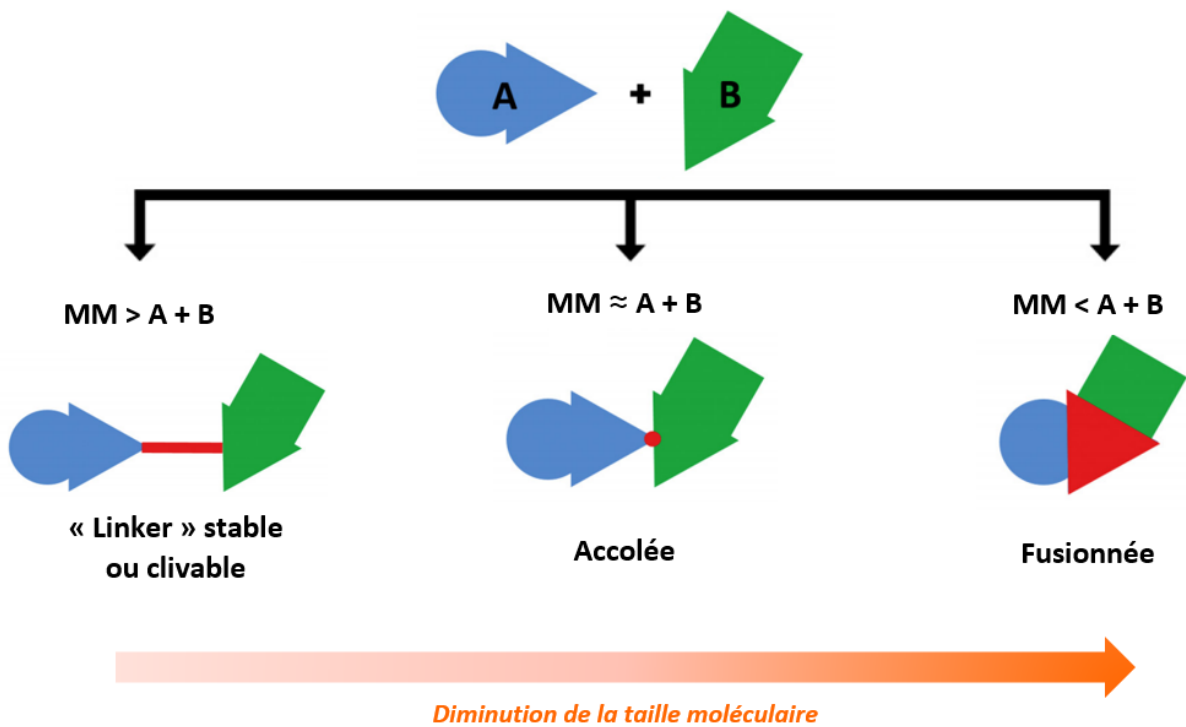 A + B
MM > A + B
MM ≈ A + B
MM < A + B
« Linker » stable
ou clivable
Accolée
Fusionnée
Diminution de la taille moléculaire